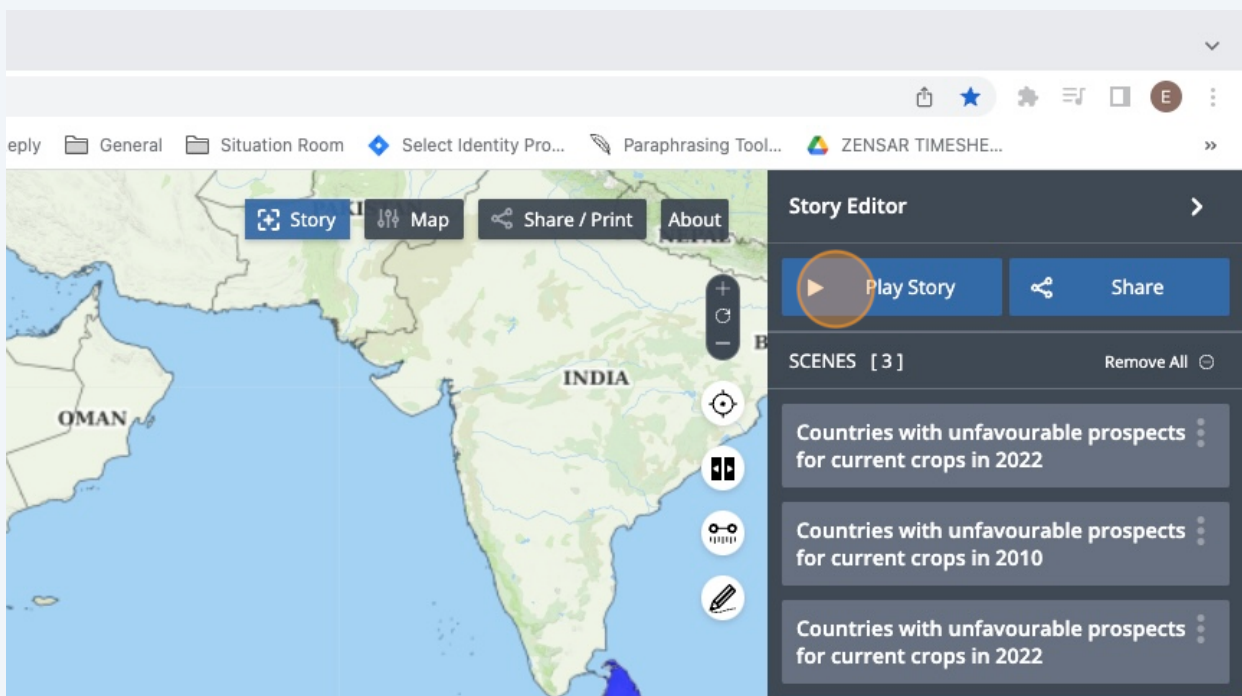 E
eply General Situation Room Select Identity Pro... Paraphrasing Tool... ZENSAR TIMESHE... »
Story Map Share / Print About
Story Editor
Play Story Share
SCENES [ 3 ] Remove All
Countries with unfavourable prospects
for current crops in 2022
Countries with unfavourable prospects
for current crops in 2010
Countries with unfavourable prospects
for current crops in 2022
B
INDIA
OMAN